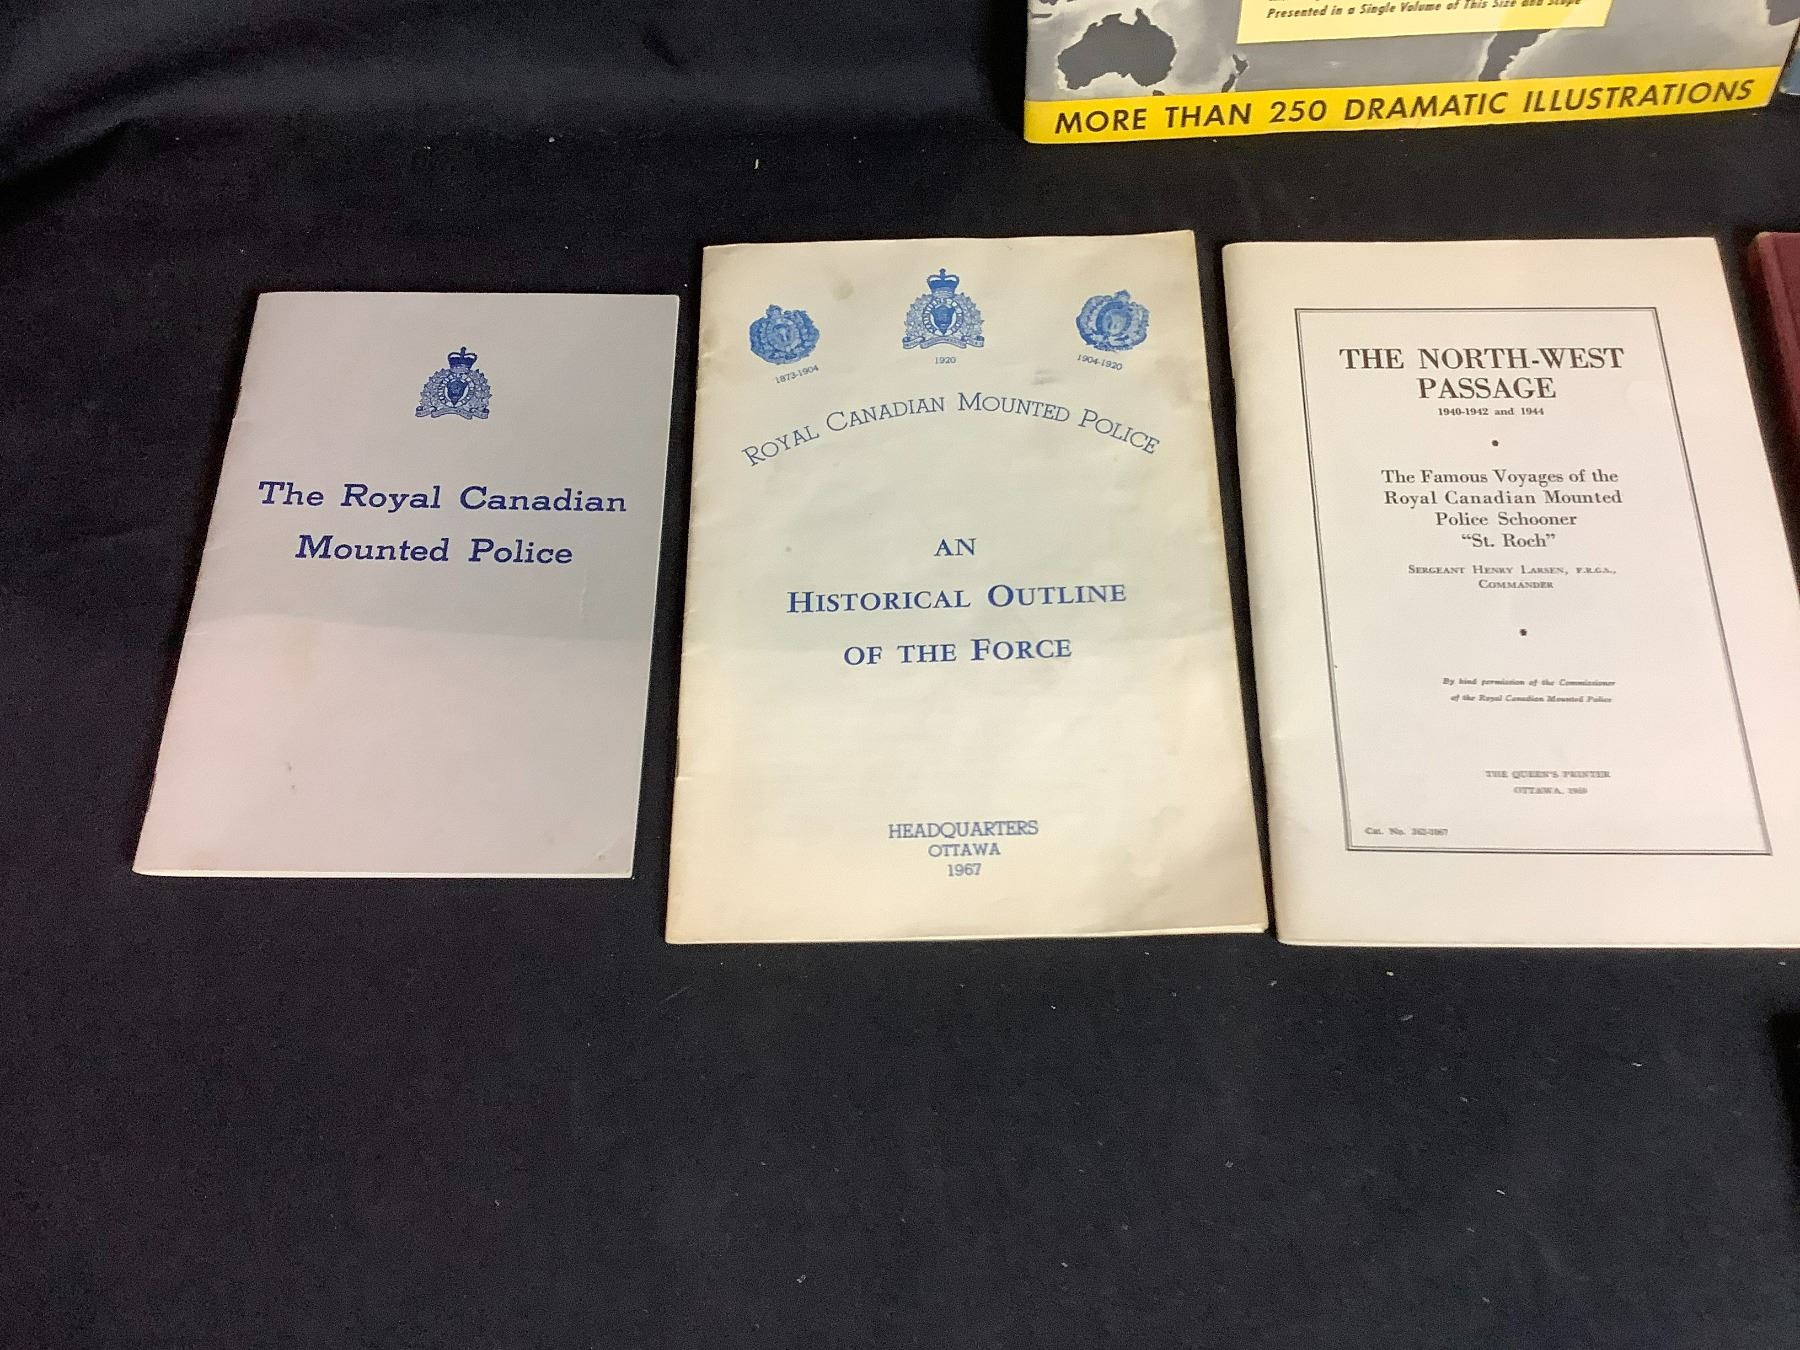 Presented in a Single Volume of This Size and Scope
MORE THAN 250 DRAMATIC ILLUSTRATIONS
The Royal Canadian
Mounted Police
1873-1904
1920
1904-1920
ROYAL CANADIAN MOUNTED POLICE
AN
HISTORICAL OUTLINE
OF THE FORCE
HEADQUARTERS
OTTAWA
1967
THE NORTH-WEST
PASSAGE
1940-1942 and 1944
The Famous Voyages of the
Royal Canadian Mounted
Police Schooner
"St. Roch"
SERGEANT HENRY LARSEN, F.R.G.S.,
COMMANDER
By kind permission of the Commissioner
of the Royal Canadian Mounted Police
THE QUEEN'S PRINTER
OTTAWA,
Cat. No.